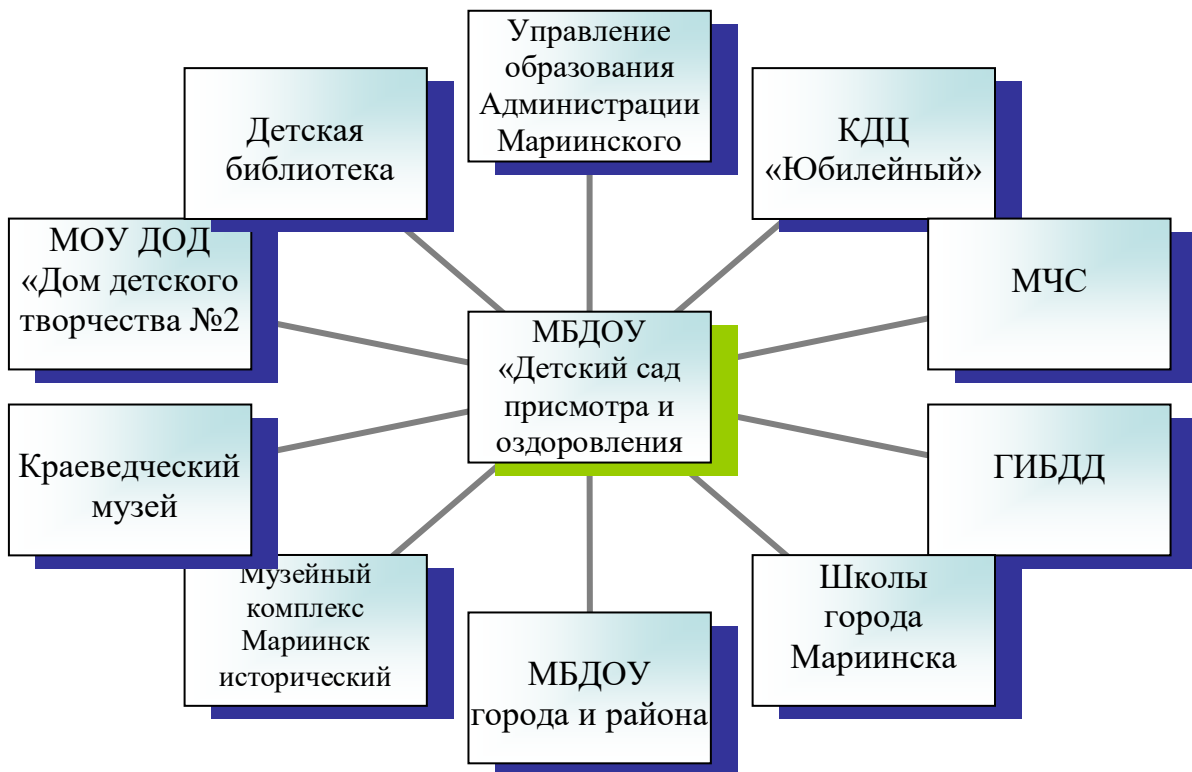 Управление
образования
Администрации
Мариинского
Детская
библиотека
КДЦ
«Юбилейный»
МОУ ДОД
«Дом детского
творчества №2
МЧС
МБДОУ
«Детский сад
присмотра и
оздоровления
Краеведческий
музей
ГИБДД
Музейный
комплекс
Мариинск
исторический
МБДОУ
города и района
Школы
города
Мариинска